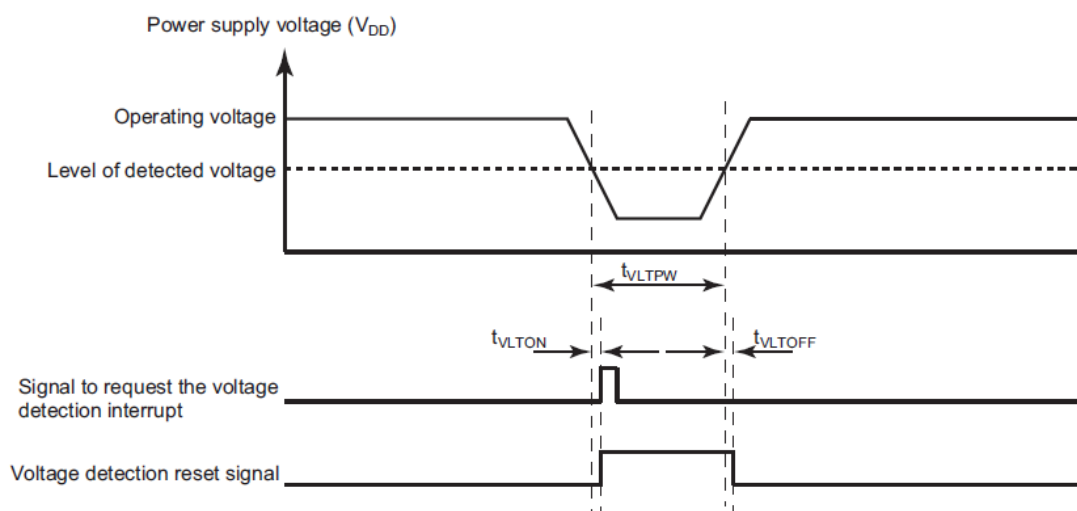 Power supply voltage (VDD)
Operating voltage
Level of detected voltage
tVLTPW
tVLTON
tVLTOFF
Signal to request the voltage
detection interrupt
Voltage detection reset signal